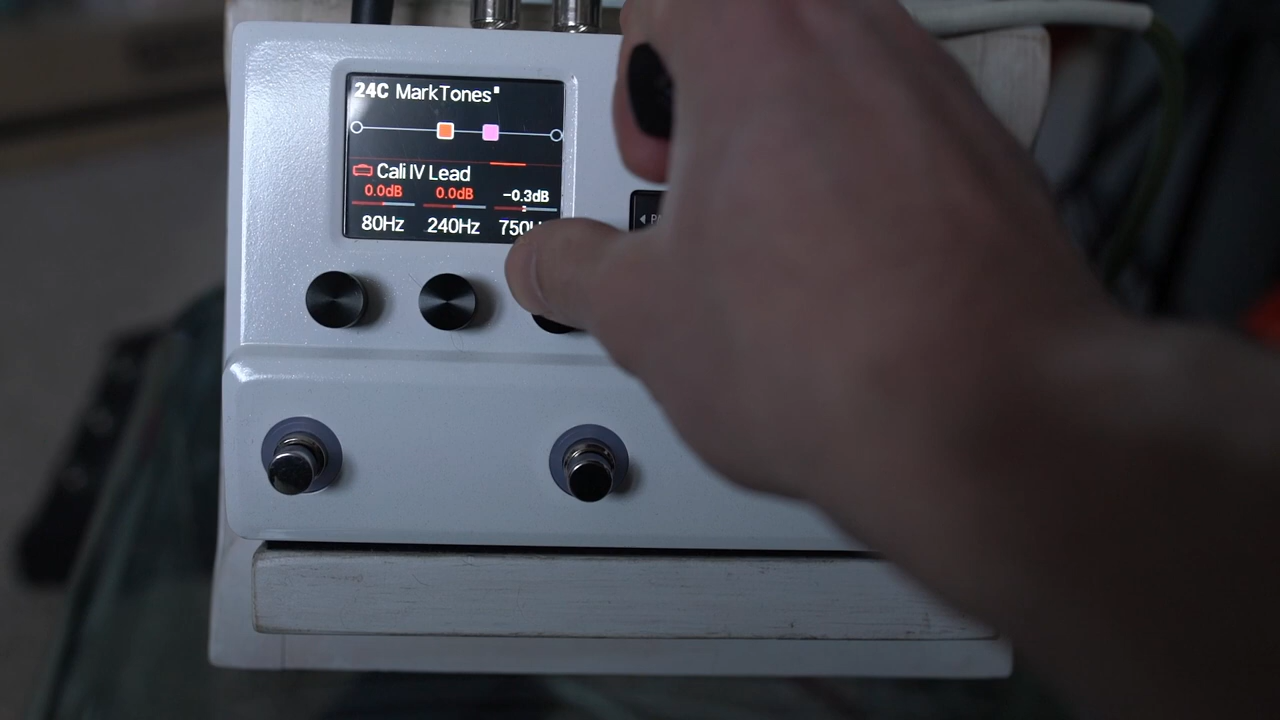 24C MarkTones
Cali IV Lead
0.0dB 0.0dB −0.3dB
80Hz 240Hz